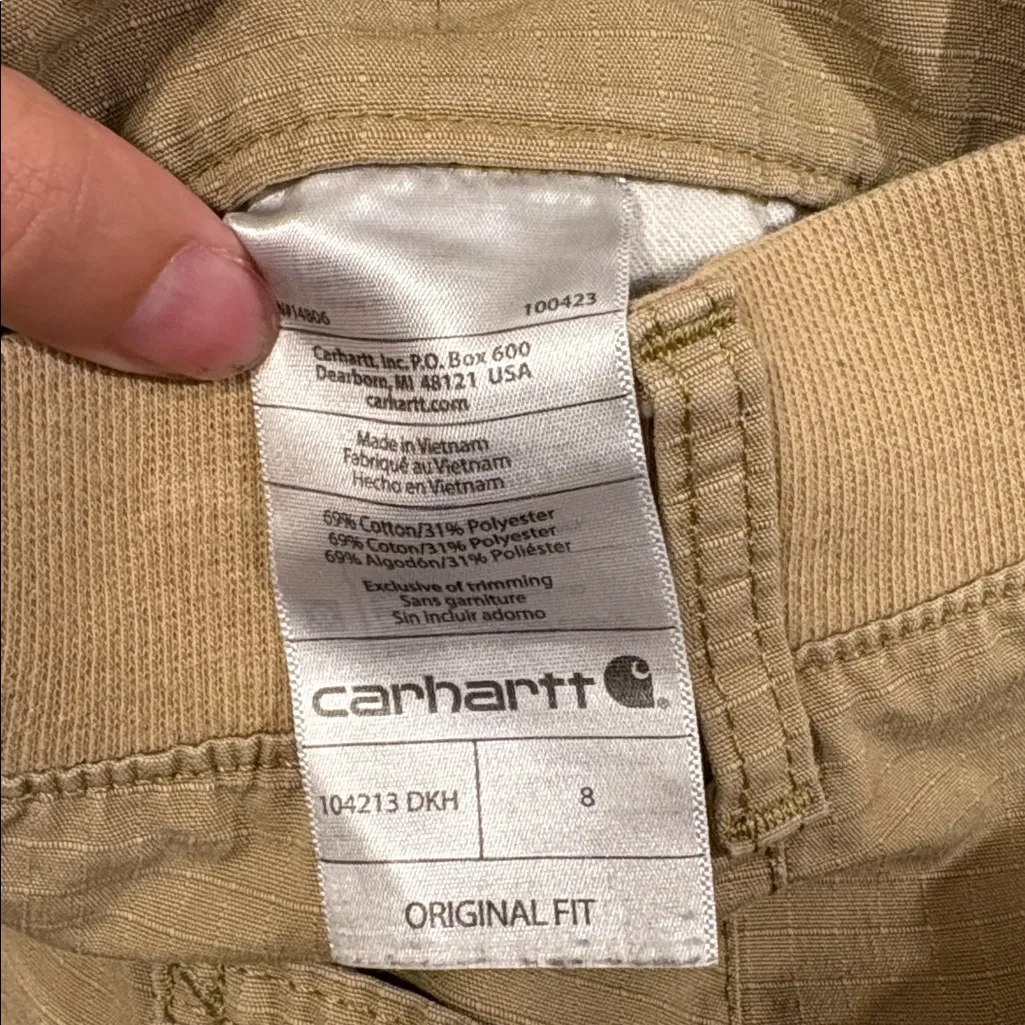 14806 100423
Carhartt, Inc. P.O. Box 600
Dearborn, MI 48121 USA
carhartt.com
Made in Vietnam
Fabriqué au Vietnam
Hecho en Vietnam
69% Cotton/31% Polyester
69% Coton/31% Polyester
69% Algodón/31% Poliéster
Exclusive of trimming
Sans garniture
Sin incluir adorno
carhartt
104213 DKH 8
ORIGINAL FIT